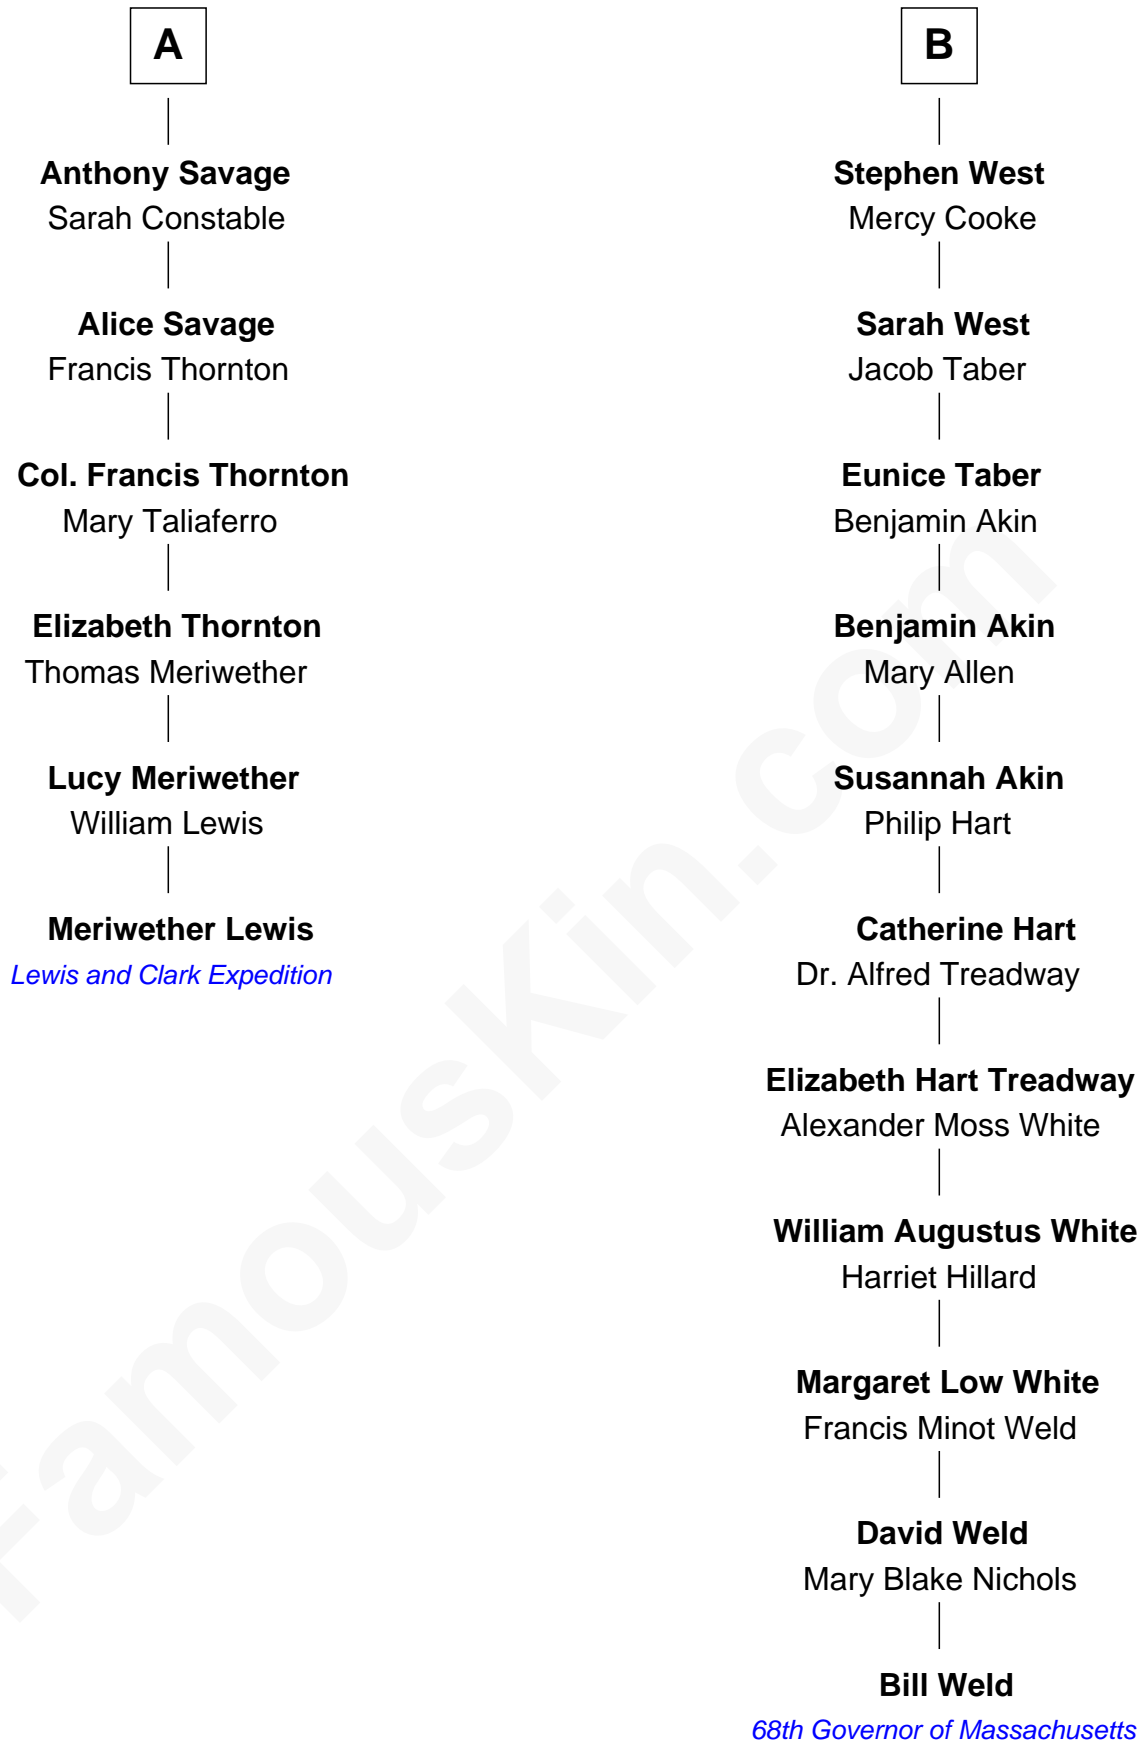 A
Anthony Savage
Sarah Constable
Alice Savage
Francis Thornton
Col. Francis Thornton
Mary Taliaferro
Elizabeth Thornton
Thomas Meriwether
Lucy Meriwether
William Lewis
Meriwether Lewis
Lewis and Clark Expedition
B
Stephen West
Mercy Cooke
Sarah West
Jacob Taber
Eunice Taber
Benjamin Akin
Benjamin Akin
Mary Allen
Susannah Akin
Philip Hart
Catherine Hart
Dr. Alfred Treadway
Elizabeth Hart Treadway
Alexander Moss White
William Augustus White
Harriet Hillard
Margaret Low White
Francis Minot Weld
David Weld
Mary Blake Nichols
Bill Weld
68th Governor of Massachusetts
FamousKin.com